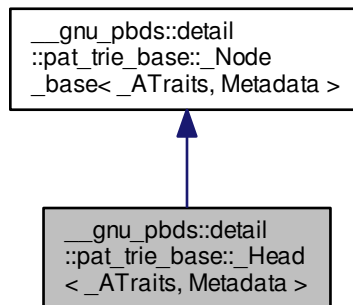 __gnu_pbds::detail
::pat_trie_base::_Node
_base< _ATraits, Metadata >
__gnu_pbds::detail
::pat_trie_base::_Head
< _ATraits, Metadata >